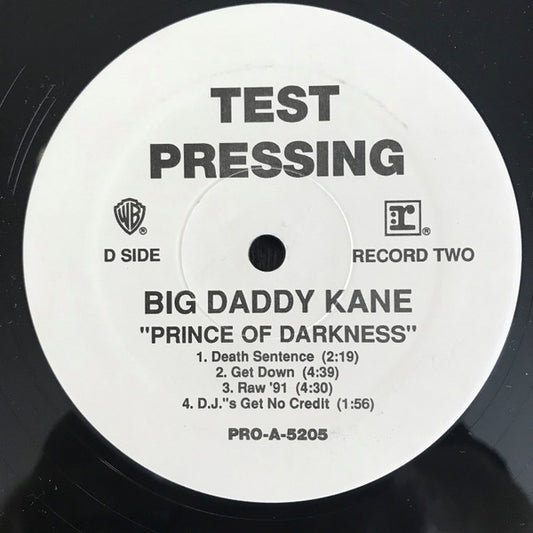 TEST
PRESSING
WB ® r ®
D SIDE RECORD TWO
BIG DADDY KANE
"PRINCE OF DARKNESS"
1. Death Sentence (2:19)
2. Get Down (4:39)
3. Raw '91 (4:30)
4. D.J."s Get No Credit (1:56)
PRO-A-5205